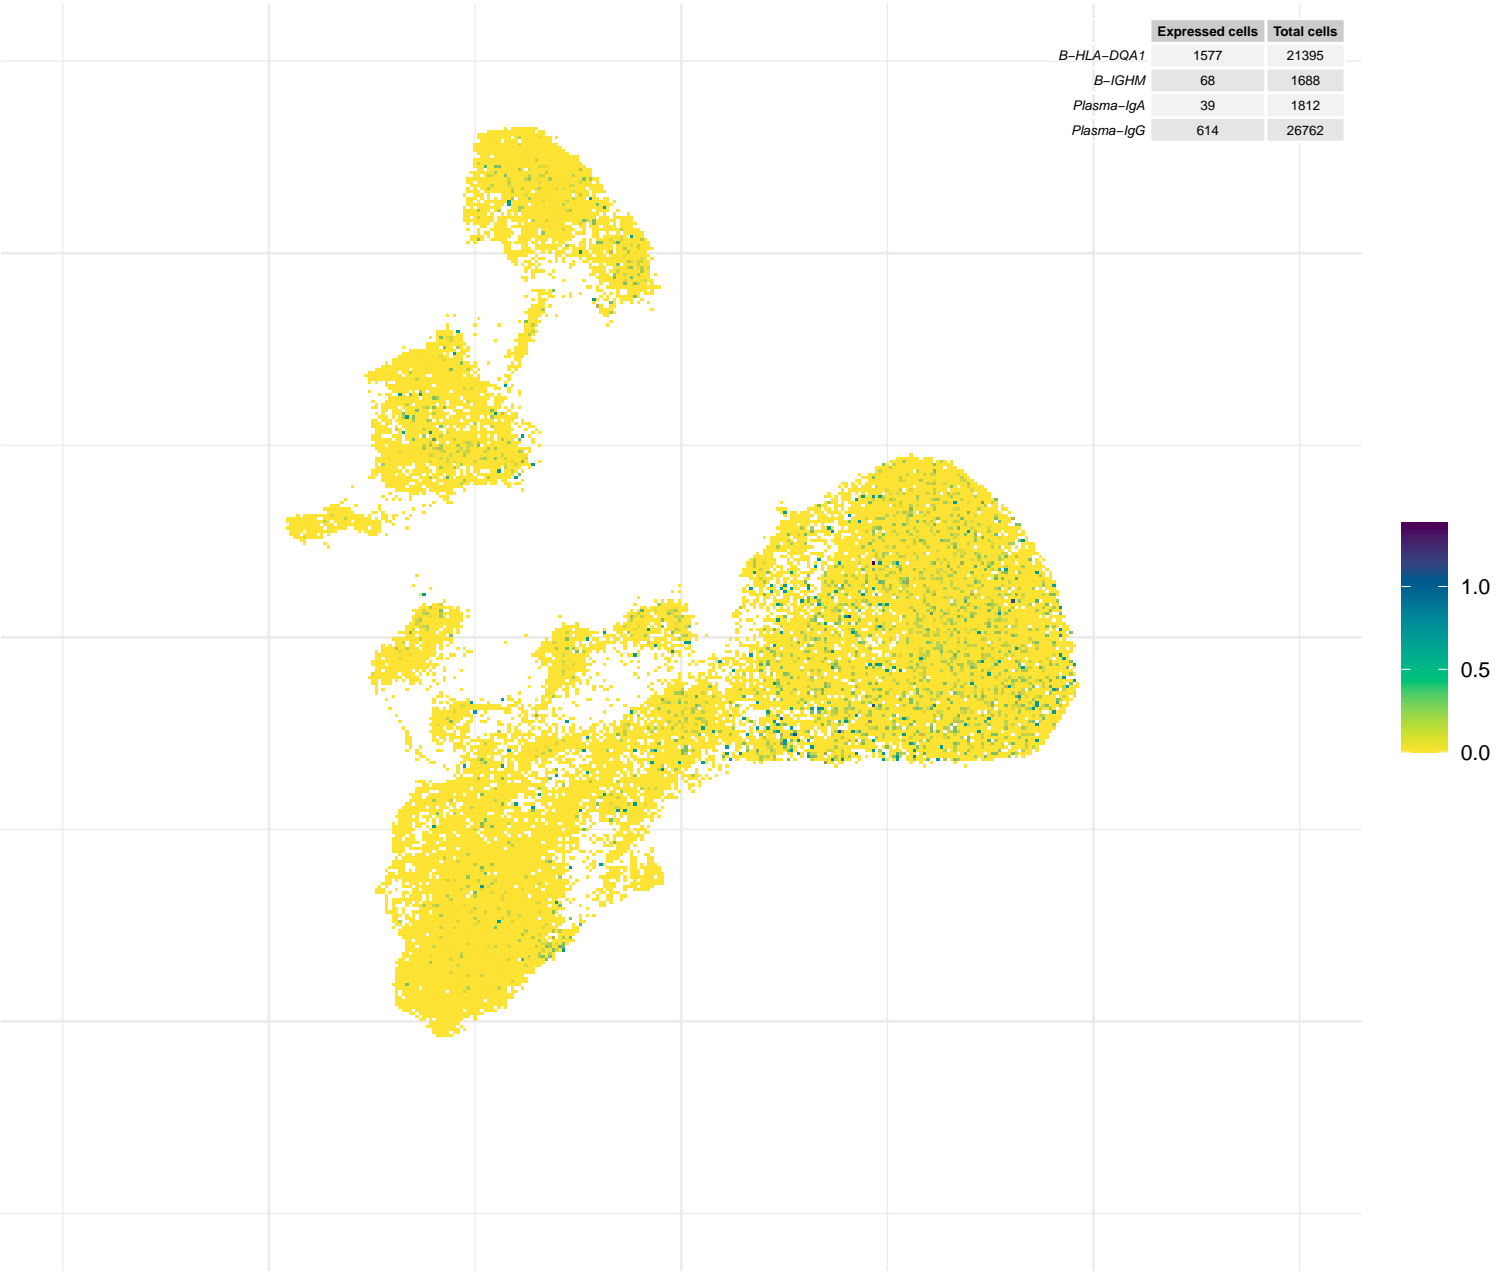 Expressed cells Total cells
B−HLA−DQA1 1577 21395
B−IGHM 68 1688
Plasma−IgA 39 1812
Plasma−IgG 614 26762
1.0
0.5
0.0